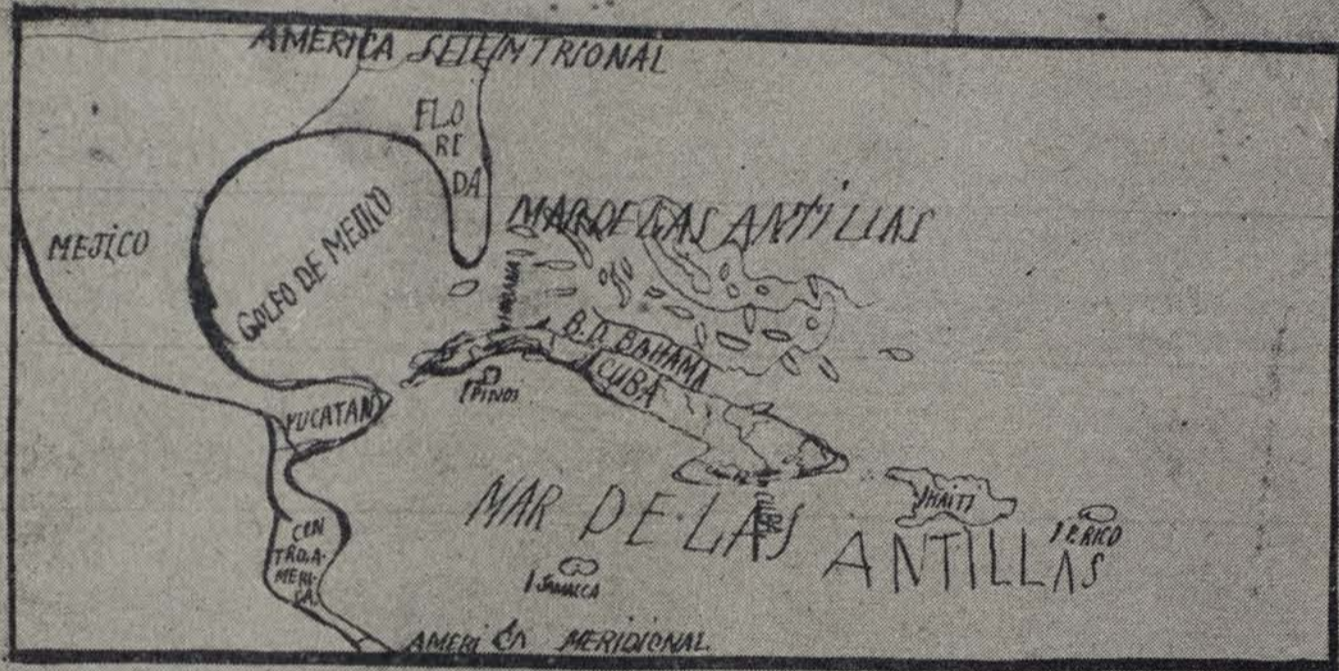 AMERICA SETEMTRIONAL
FLO
RI
DA
MAR DE LAS ANTILLAS
MEJICO
GOLFO DE MEJICO
HABANA
B.D. BAHAMA
CUBA
I PINOS
YUCATAN
MAR DE LAS ANTILLAS
I HAITI
I P. RICO
CEN
TRO.A-
MERI-
CA.
I JAMAICA
AMERICA MERIDIONAL